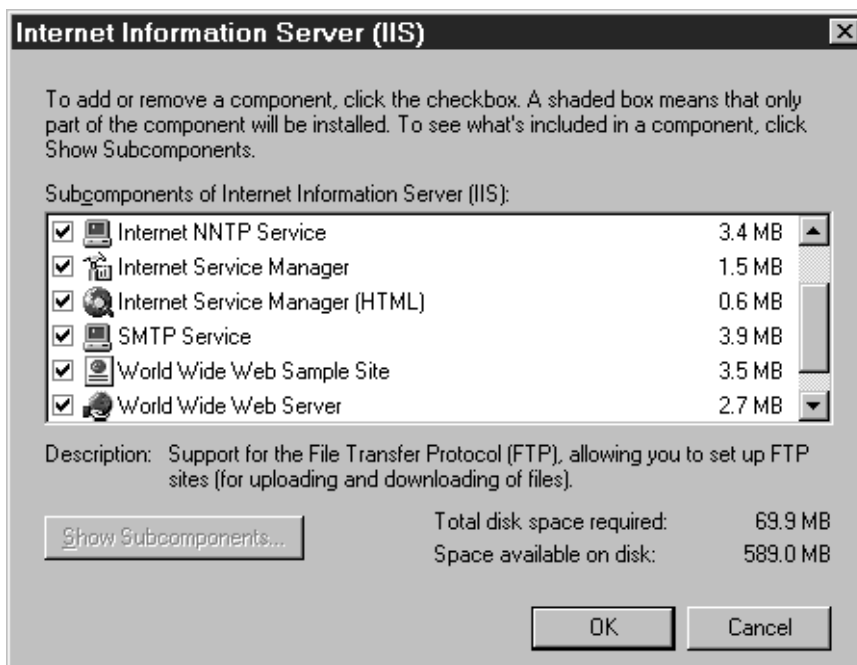 Internet Information Server (IIS)
To add or remove a component, click the checkbox. A shaded box means that only
part of the component will be installed. To see what's included in a component, click
Show Subcomponents.
Subcomponents of Internet Information Server (IIS):
Internet NNTP Service 3.4 MB
Internet Service Manager 1.5 MB
Internet Service Manager (HTML) 0.6 MB
SMTP Service 3.9 MB
World Wide Web Sample Site 3.5 MB
World Wide Web Server 2.7 MB
Description: Support for the File Transfer Protocol (FTP), allowing you to set up FTP
sites (for uploading and downloading of files).
Show Subcomponents...
Total disk space required: 69.9 MB
Space available on disk: 589.0 MB
OK Cancel